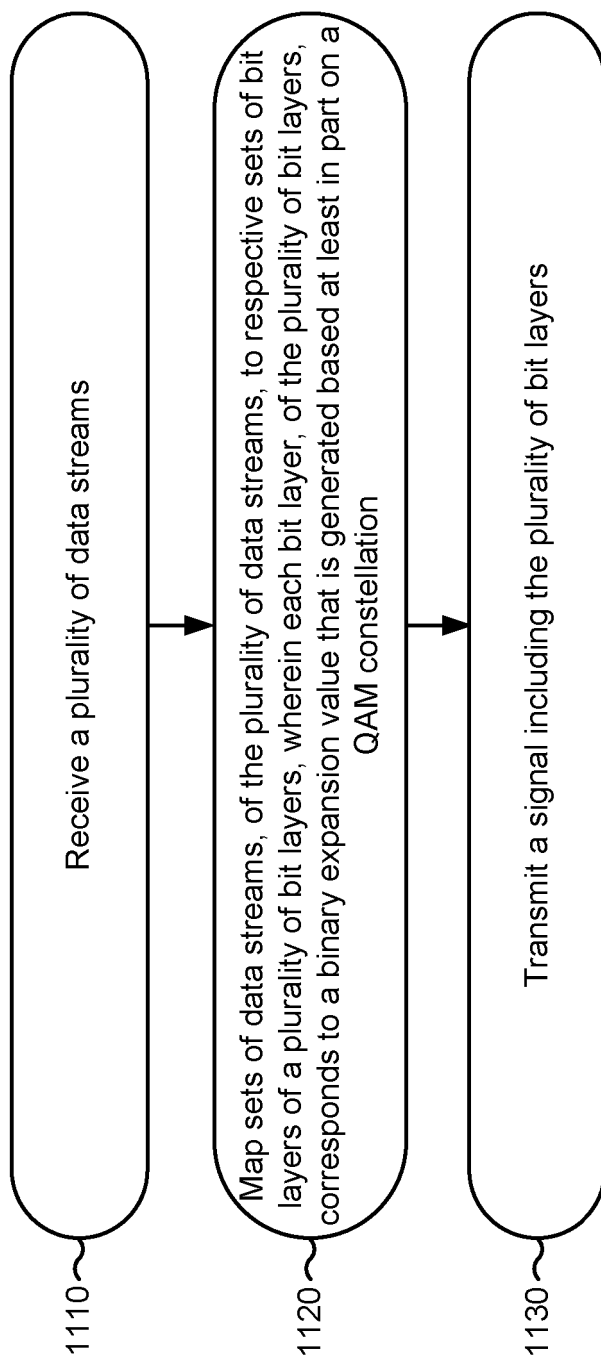 1110
Receive a plurality of data streams
1120
Map sets of data streams, of the plurality of data streams, to respective sets of bit
layers of a plurality of bit layers, wherein each bit layer, of the plurality of bit layers,
corresponds to a binary expansion value that is generated based at least in part on a
QAM constellation
1130
Transmit a signal including the plurality of bit layers